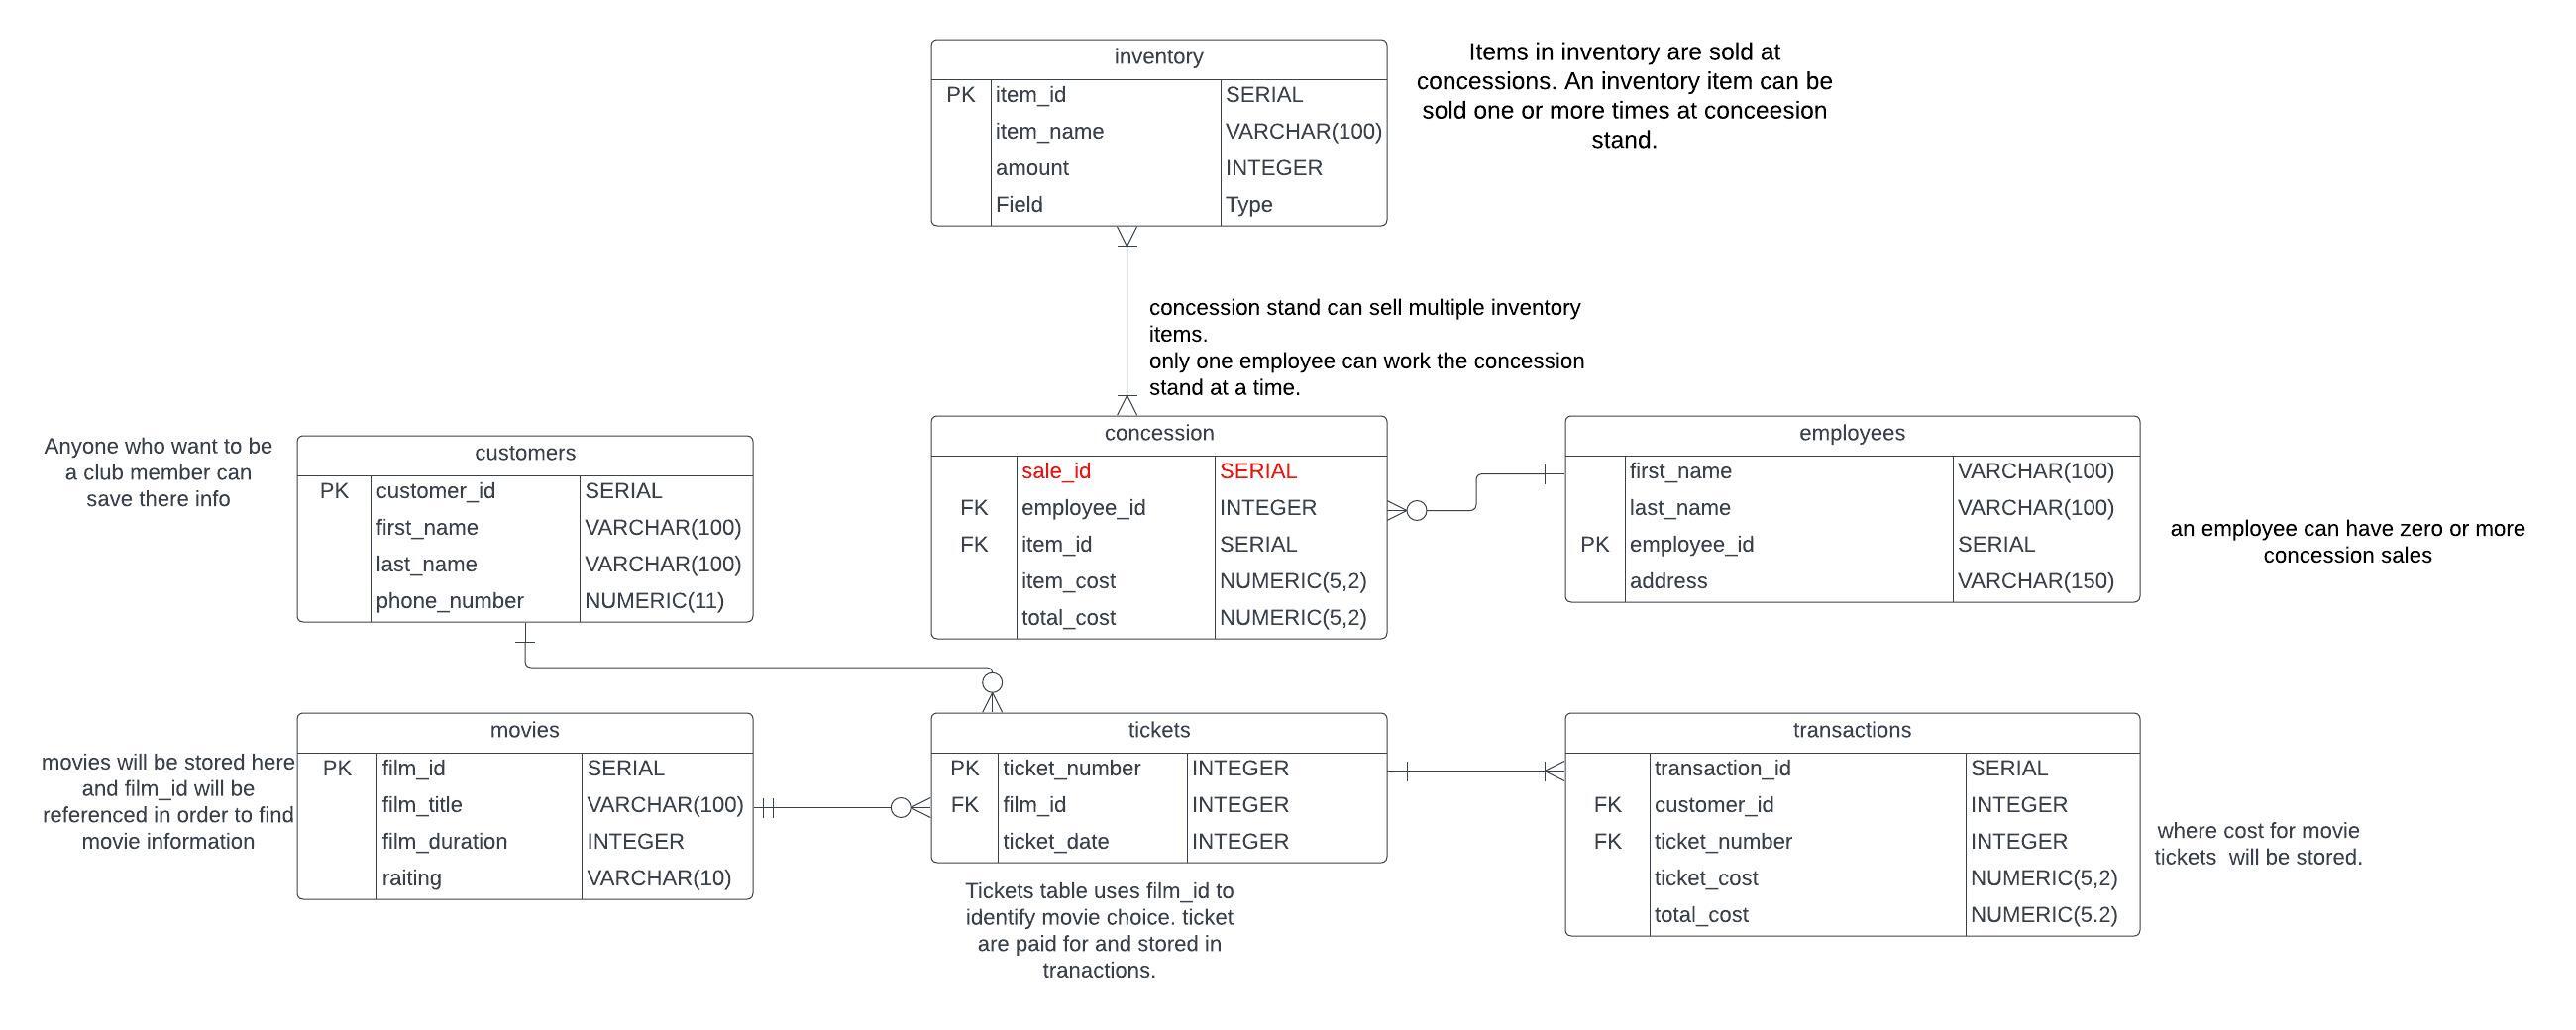 inventory
PK item_id SERIAL
item_name VARCHAR(100)
amount INTEGER
Field Type
Items in inventory are sold at
concessions. An inventory item can be
sold one or more times at conceesion
stand.
concession stand can sell multiple inventory
items.
only one employee can work the concession
stand at a time.
Anyone who want to be
a club member can
save there info
customers
PK customer_id SERIAL
first_name VARCHAR(100)
last_name VARCHAR(100)
phone_number NUMERIC(11)
concession
sale_id SERIAL
FK employee_id INTEGER
FK item_id SERIAL
item_cost NUMERIC(5,2)
total_cost NUMERIC(5,2)
employees
first_name VARCHAR(100)
last_name VARCHAR(100)
PK employee_id SERIAL
address VARCHAR(150)
an employee can have zero or more
concession sales
movies will be stored here
and film_id will be
referenced in order to find
movie information
movies
PK film_id SERIAL
film_title VARCHAR(100)
film_duration INTEGER
raiting VARCHAR(10)
tickets
PK ticket_number INTEGER
FK film_id INTEGER
ticket_date INTEGER
Tickets table uses film_id to
identify movie choice. ticket
are paid for and stored in
tranactions.
transactions
transaction_id SERIAL
FK customer_id INTEGER
FK ticket_number INTEGER
ticket_cost NUMERIC(5,2)
total_cost NUMERIC(5.2)
where cost for movie
tickets will be stored.